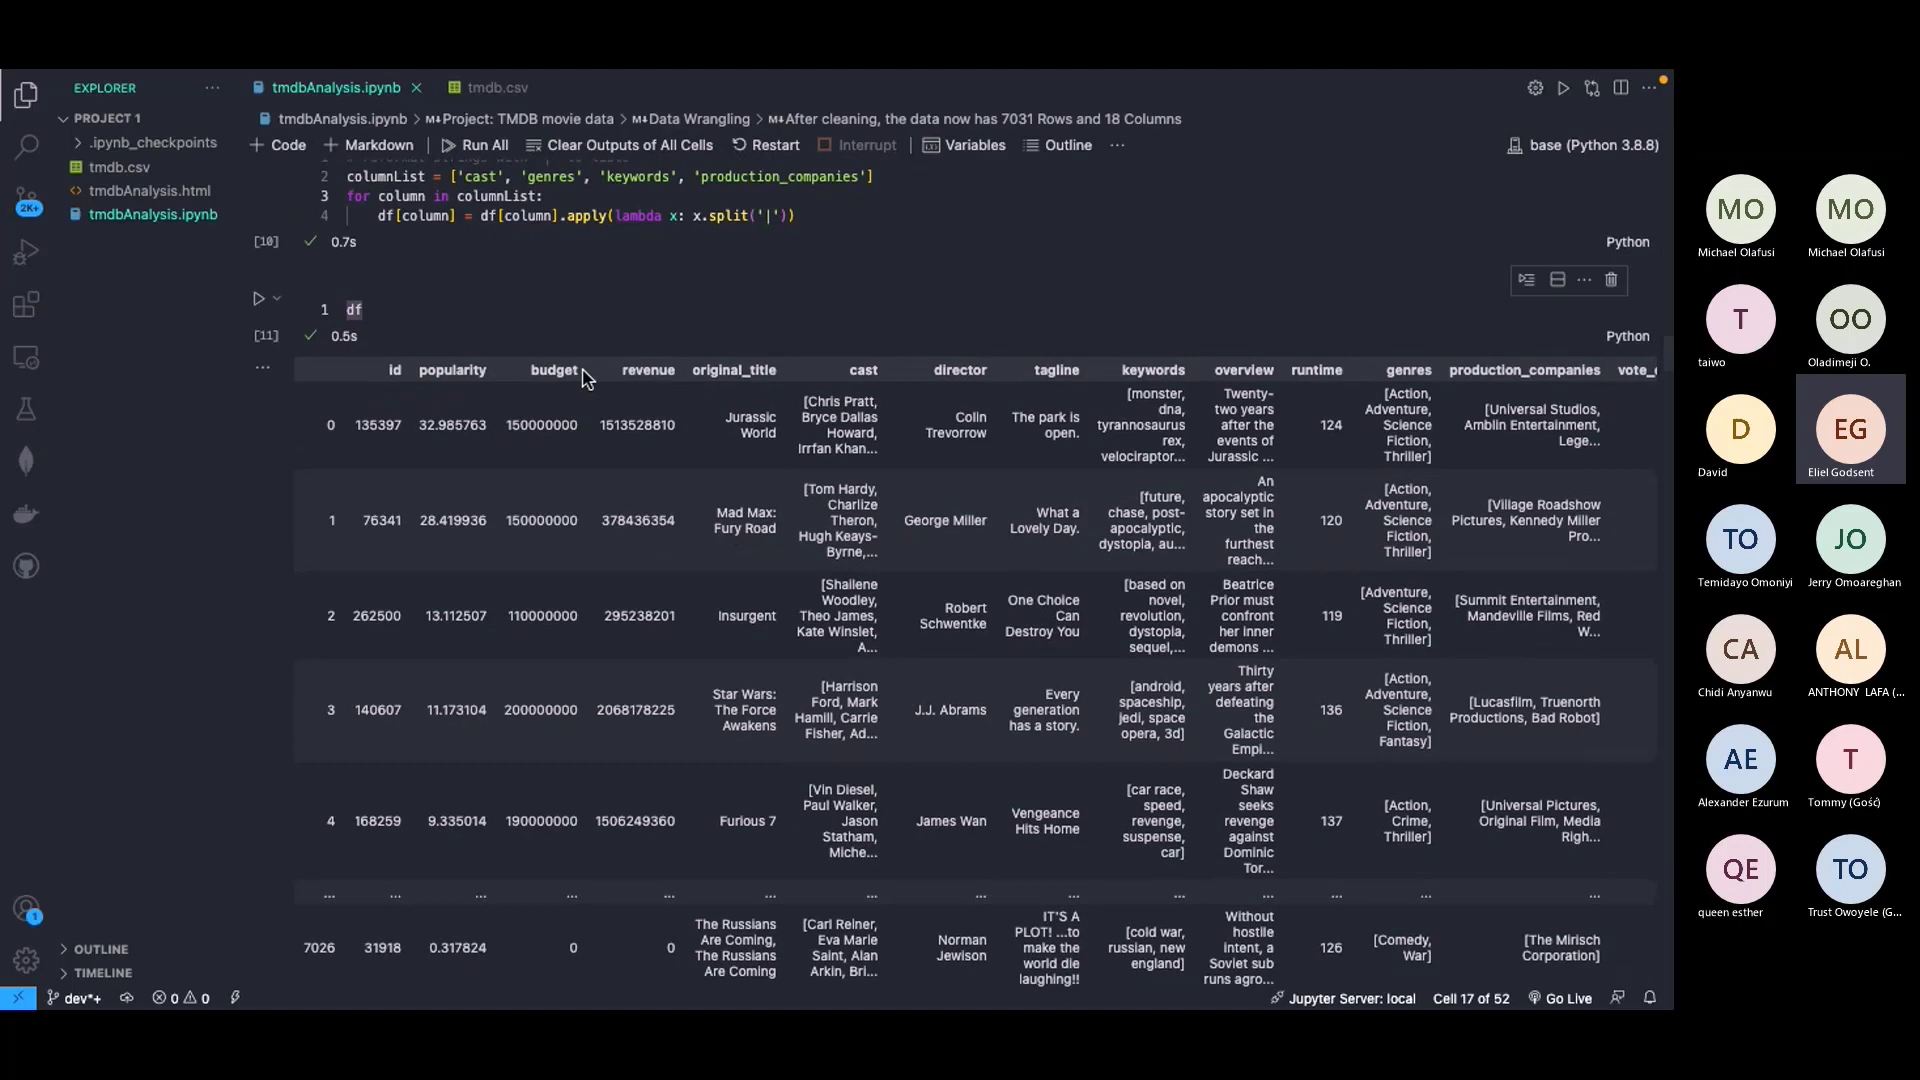 EXPLORER
PROJECT 1
.ipynb_checkpoints
tmdb.csv
tmdbAnalysis.html
2K+
tmdbAnalysis.ipynb
1
OUTLINE
TIMELINE
tmdbAnalysis.ipynb
tmdb.csv
tmdbAnalysis.ipynb > M↓Project: TMDB movie data > M↓Data Wrangling > M↓After cleaning, the data now has 7031 Rows and 18 Columns
+ Code + Markdown Run All Clear Outputs of All Cells Restart Interrupt Variables Outline ... base (Python 3.8.8)
2 columnList = ['cast', 'genres', 'keywords', 'production_companies']
3 for column in columnList:
4 df[column] = df[column].apply(lambda x: x.split('|'))
[10] 0.7s Python
1 df
[11] 0.5s Python
id popularity budget revenue original_title cast director tagline keywords overview runtime genres production_companies
0 135397 32.985763 150000000 1513528810 Jurassic World [Chris Pratt, Bryce Dallas Howard, Irrfan Khan... Colin Trevorrow The park is open. [monster, dna, tyrannosaurus rex, velociraptor... Twenty-two years after the events of Jurassic ... 124 [Action, Adventure, Science Fiction, Thriller] [Universal Studios, Amblin Entertainment, Lege...
1 76341 28.419936 150000000 378436354 Mad Max: Fury Road [Tom Hardy, Charlize Theron, Hugh Keays-Byrne,... George Miller What a Lovely Day. [future, chase, post-apocalyptic, dystopia, au... An apocalyptic story set in the furthest reach... 120 [Action, Adventure, Science Fiction, Thriller] [Village Roadshow Pictures, Kennedy Miller Pro...
2 262500 13.112507 110000000 295238201 Insurgent [Shailene Woodley, Theo James, Kate Winslet, A... Robert Schwentke One Choice Can Destroy You [based on novel, revolution, dystopia, sequel,... Beatrice Prior must confront her inner demons ... 119 [Adventure, Science Fiction, Thriller] [Summit Entertainment, Mandeville Films, Red W...
3 140607 11.173104 200000000 2068178225 Star Wars: The Force Awakens [Harrison Ford, Mark Hamill, Carrie Fisher, Ad... J.J. Abrams Every generation has a story. [android, spaceship, jedi, space opera, 3d] Thirty years after defeating the Galactic Empi... 136 [Action, Adventure, Science Fiction, Fantasy] [Lucasfilm, Truenorth Productions, Bad Robot]
4 168259 9.335014 190000000 1506249360 Furious 7 [Vin Diesel, Paul Walker, Jason Statham, Miche... James Wan Vengeance Hits Home [car race, speed, revenge, suspense, car] Deckard Shaw seeks revenge against Dominic Tor... 137 [Action, Crime, Thriller] [Universal Pictures, Original Film, Media Righ...
... ... ... ... ... ... ... ... ... ... ... ... ... ...
7026 31918 0.317824 0 0 The Russians Are Coming, The Russians Are Coming [Carl Reiner, Eva Marie Saint, Alan Arkin, Bri... Norman Jewison IT'S A PLOT! ...to make the world die laughing!! [cold war, russian, new england] Without hostile intent, a Soviet sub runs agro... 126 [Comedy, War] [The Mirisch Corporation]
dev*+ 0 0 Jupyter Server: local Cell 17 of 52 Go Live
MO MO
Michael Olafusi Michael Olafusi
T OO
taiwo Oladimeji O.
D EG
David Eliel Godsent
TO JO
Temidayo Omoniyi Jerry Omoareghan
CA AL
Chidi Anyanwu ANTHONY LAFA (...
AE T
Alexander Ezurum Tommy (Gość)
QE TO
queen esther Trust Owoyele (G...